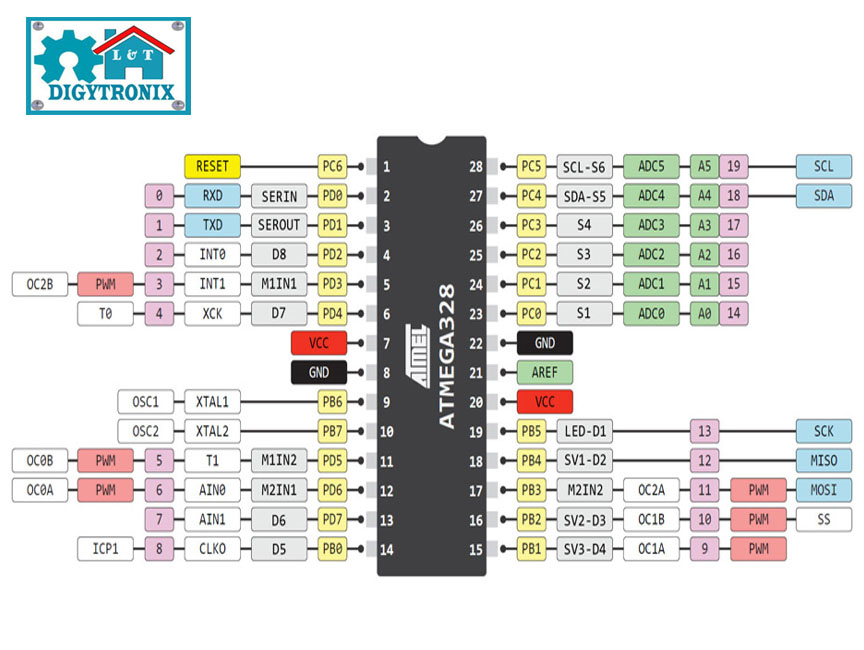 L & T
DIGYTRONIX
RESET PC6 1 28 PC5 SCL-S6 ADC5 A5 19 SCL
0 RXD SERIN PD0 2 27 PC4 SDA-S5 ADC4 A4 18 SDA
1 TXD SEROUT PD1 3 26 PC3 S4 ADC3 A3 17
2 INT0 D8 PD2 4 25 PC2 S3 ADC2 A2 16
OC2B PWM 3 INT1 M1IN1 PD3 5 24 PC1 S2 ADC1 A1 15
T0 4 XCK D7 PD4 6 23 PC0 S1 ADC0 A0 14
VCC 7 22 GND
GND 8 21 AREF
OSC1 XTAL1 PB6 9 20 VCC
OSC2 XTAL2 PB7 10 19 PB5 LED-D1 13 SCK
OC0B PWM 5 T1 M1IN2 PD5 11 18 PB4 SV1-D2 12 MISO
OC0A PWM 6 AIN0 M2IN1 PD6 12 17 PB3 M2IN2 OC2A 11 PWM MOSI
7 AIN1 D6 PD7 13 16 PB2 SV2-D3 OC1B 10 PWM SS
ICP1 8 CLKO D5 PB0 14 15 PB1 SV3-D4 OC1A 9 PWM
ATMEL
ATMEGA328